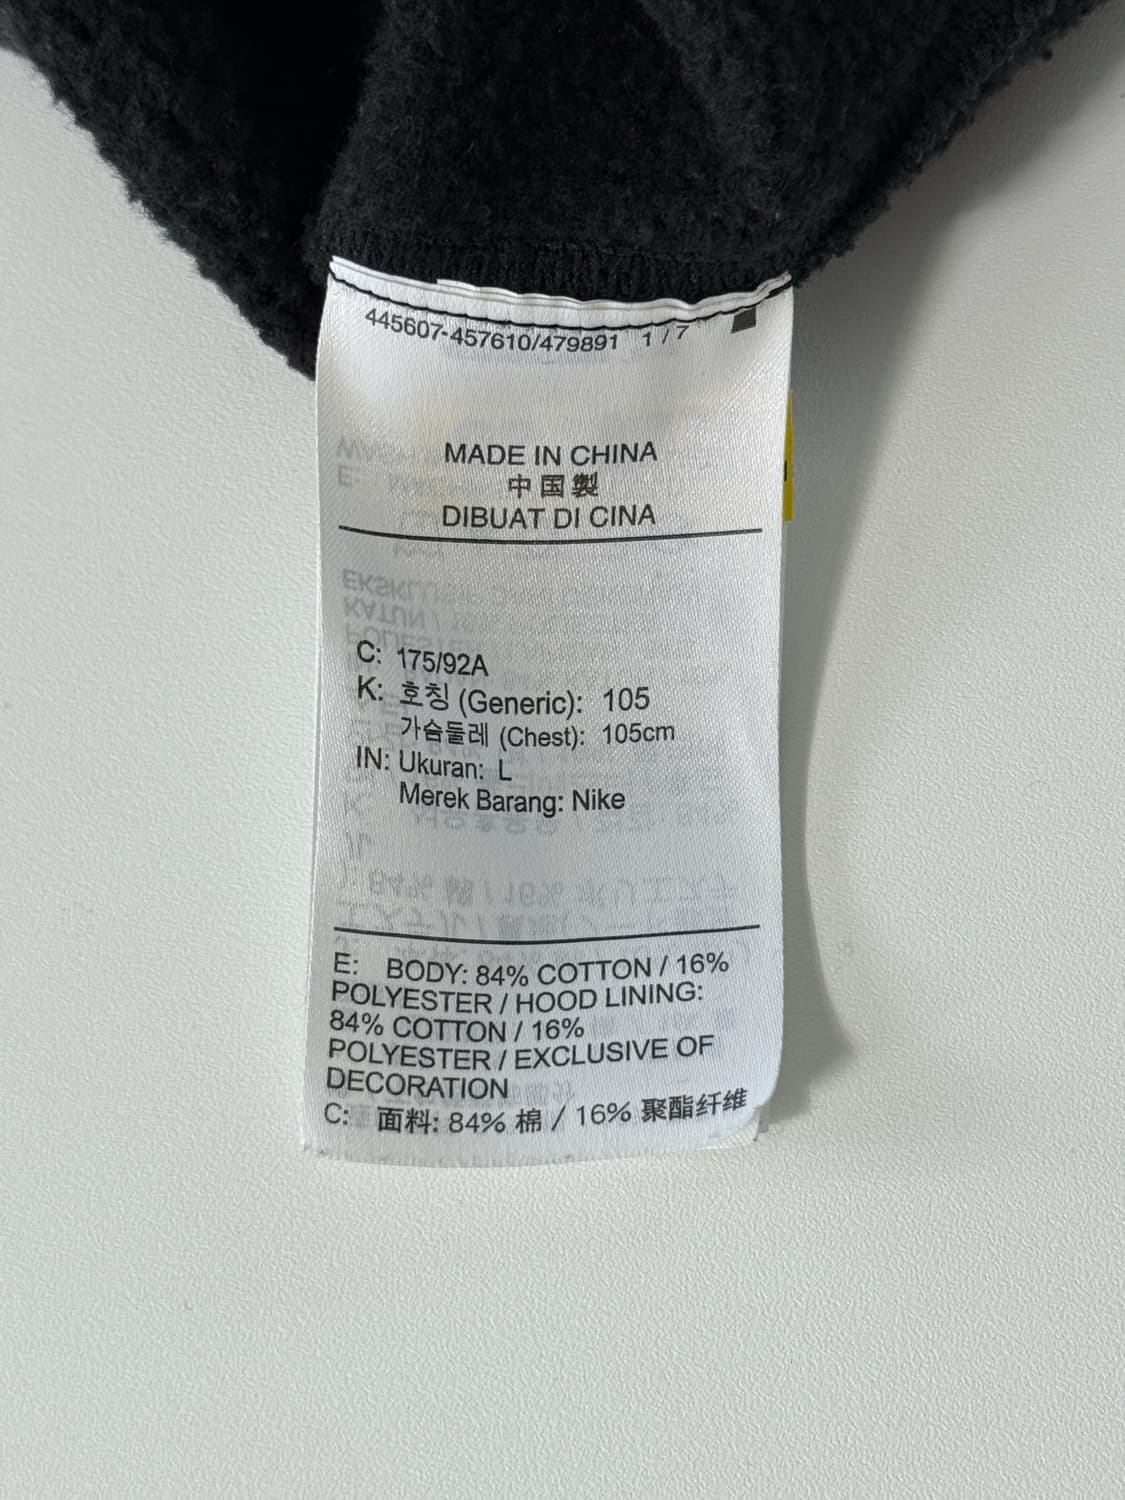 445607-457610/479891 1 / 7
MADE IN CHINA
中国製
DIBUAT DI CINA
C: 175/92A
K: 호칭 (Generic): 105
가슴둘레 (Chest): 105cm
IN: Ukuran: L
Merek Barang: Nike
E: BODY: 84% COTTON / 16%
POLYESTER / HOOD LINING:
84% COTTON / 16%
POLYESTER / EXCLUSIVE OF
DECORATION
C: 面料: 84% 棉 / 16% 聚酯纤维